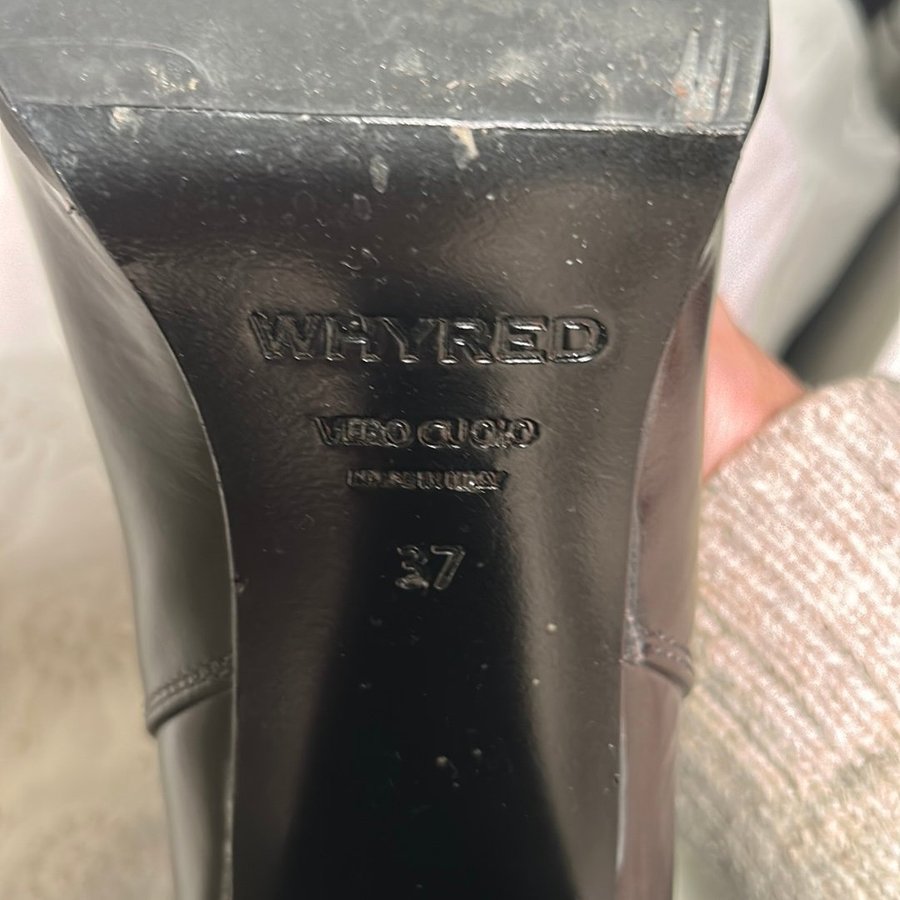 WHYRED
VERO CUOIO
MADE IN ITALY
37